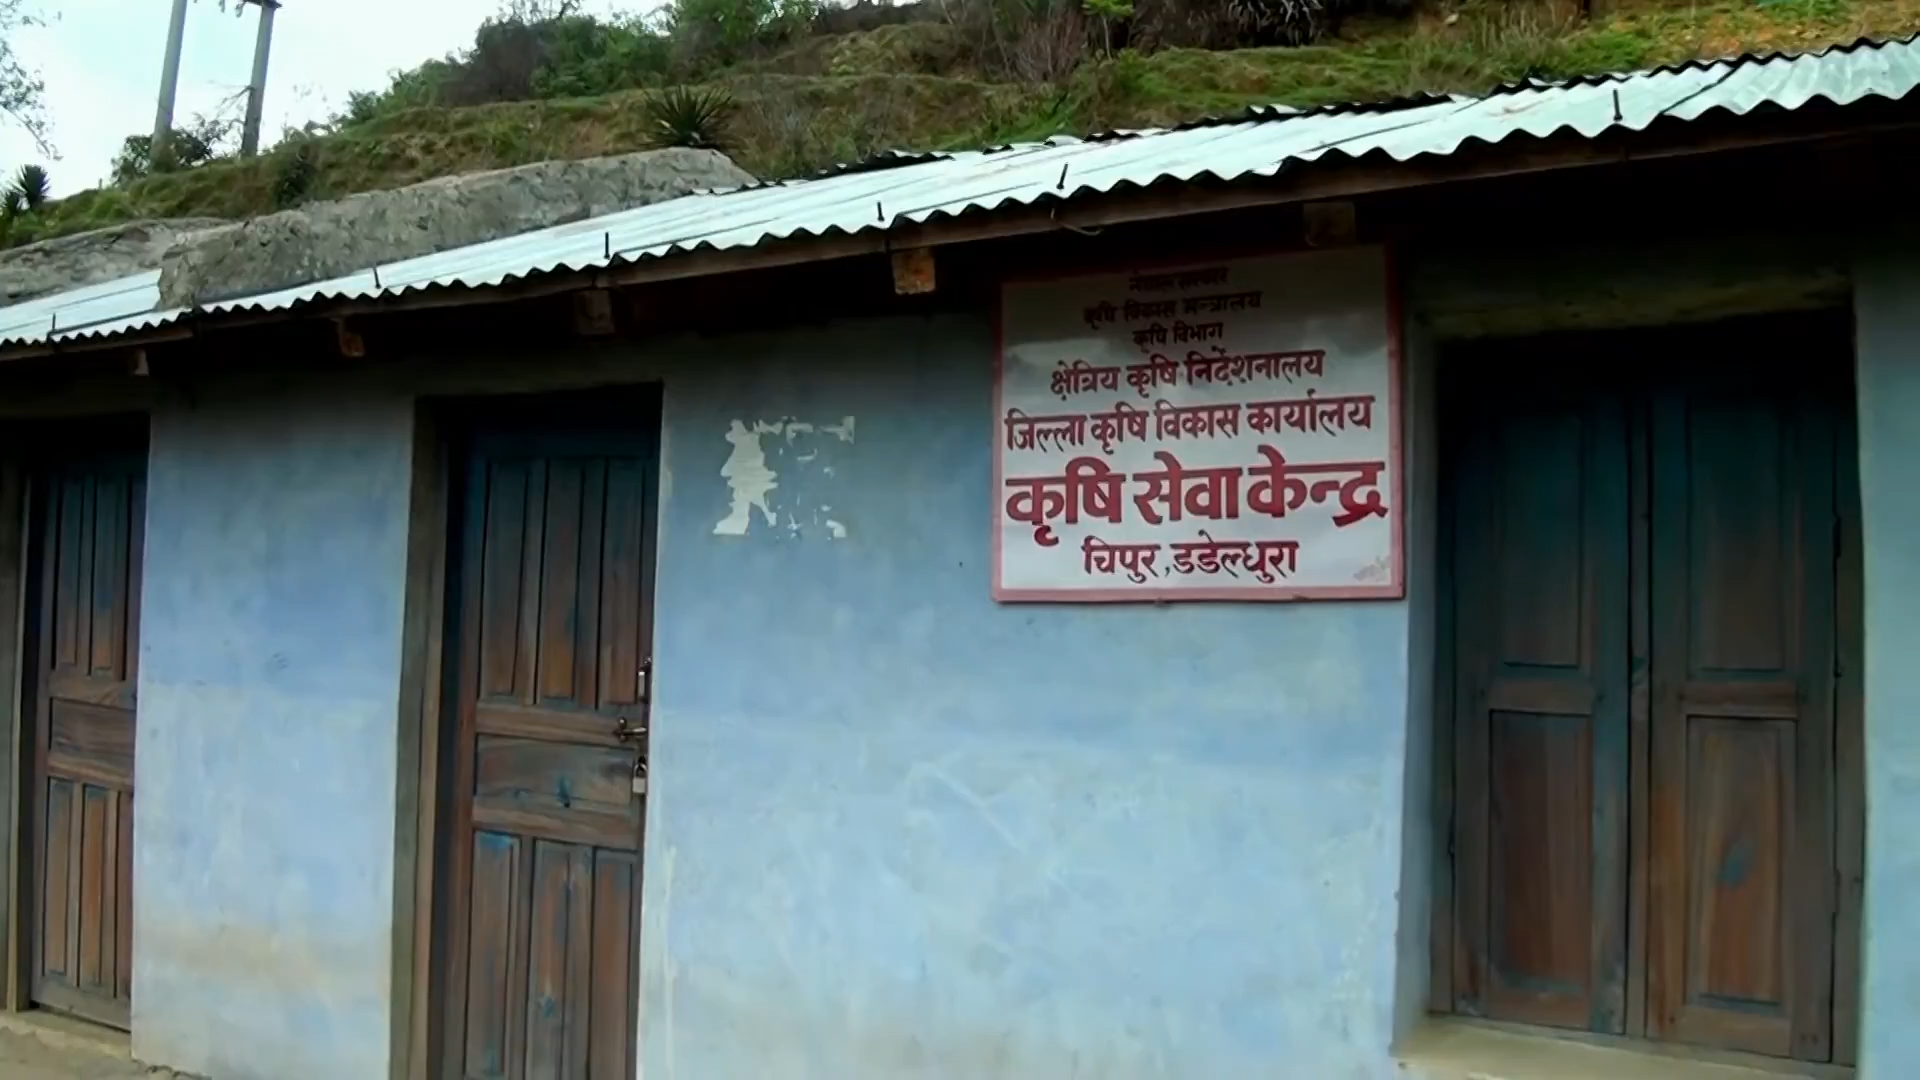 नेपाल सरकार
कृषि विकास मन्त्रालय
कृषि विभाग
क्षेत्रिय कृषि निर्देशनालय
जिल्ला कृषि विकास कार्यालय
कृषि सेवा केन्द्र
चिपुर, डडेल्धुरा